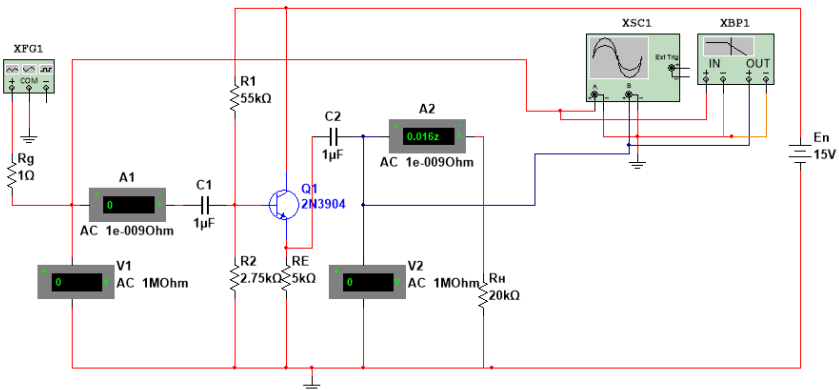 XFG1
COM
Rg
1Ω
A1
0
AC 1e-009Ohm
C1
1µF
V1
0
V
AC 1MOhm
R1
55kΩ
R2
2.75kΩ
Q1
2N3904
RE
5kΩ
C2
1µF
A2
0.016z
AC 1e-009Ohm
V2
0
V
AC 1MOhm
RH
20kΩ
XSC1
Ext Trig
A
B
XBP1
IN
OUT
En
15V